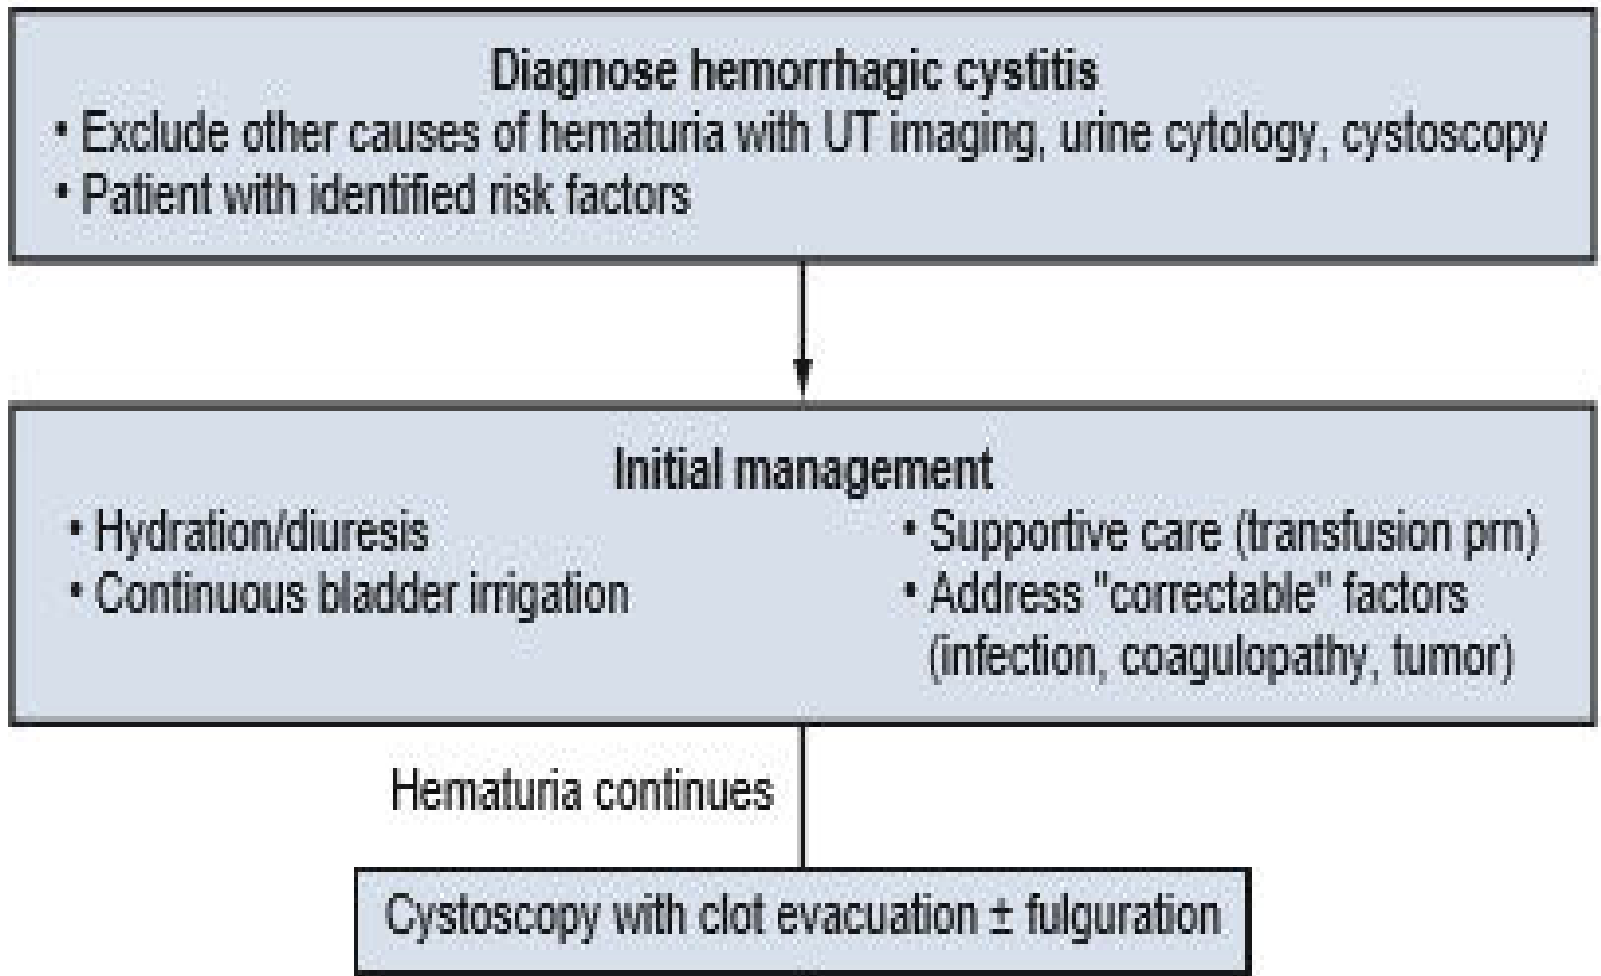 Diagnose hemorrhagic cystitis
• Exclude other causes of hematuria with UT imaging, urine cytology, cystoscopy
• Patient with identified risk factors
Initial management
• Hydration/diuresis
• Continuous bladder irrigation
• Supportive care (transfusion prn)
• Address "correctable" factors
(infection, coagulopathy, tumor)
Hematuria continues
Cystoscopy with clot evacuation ± fulguration